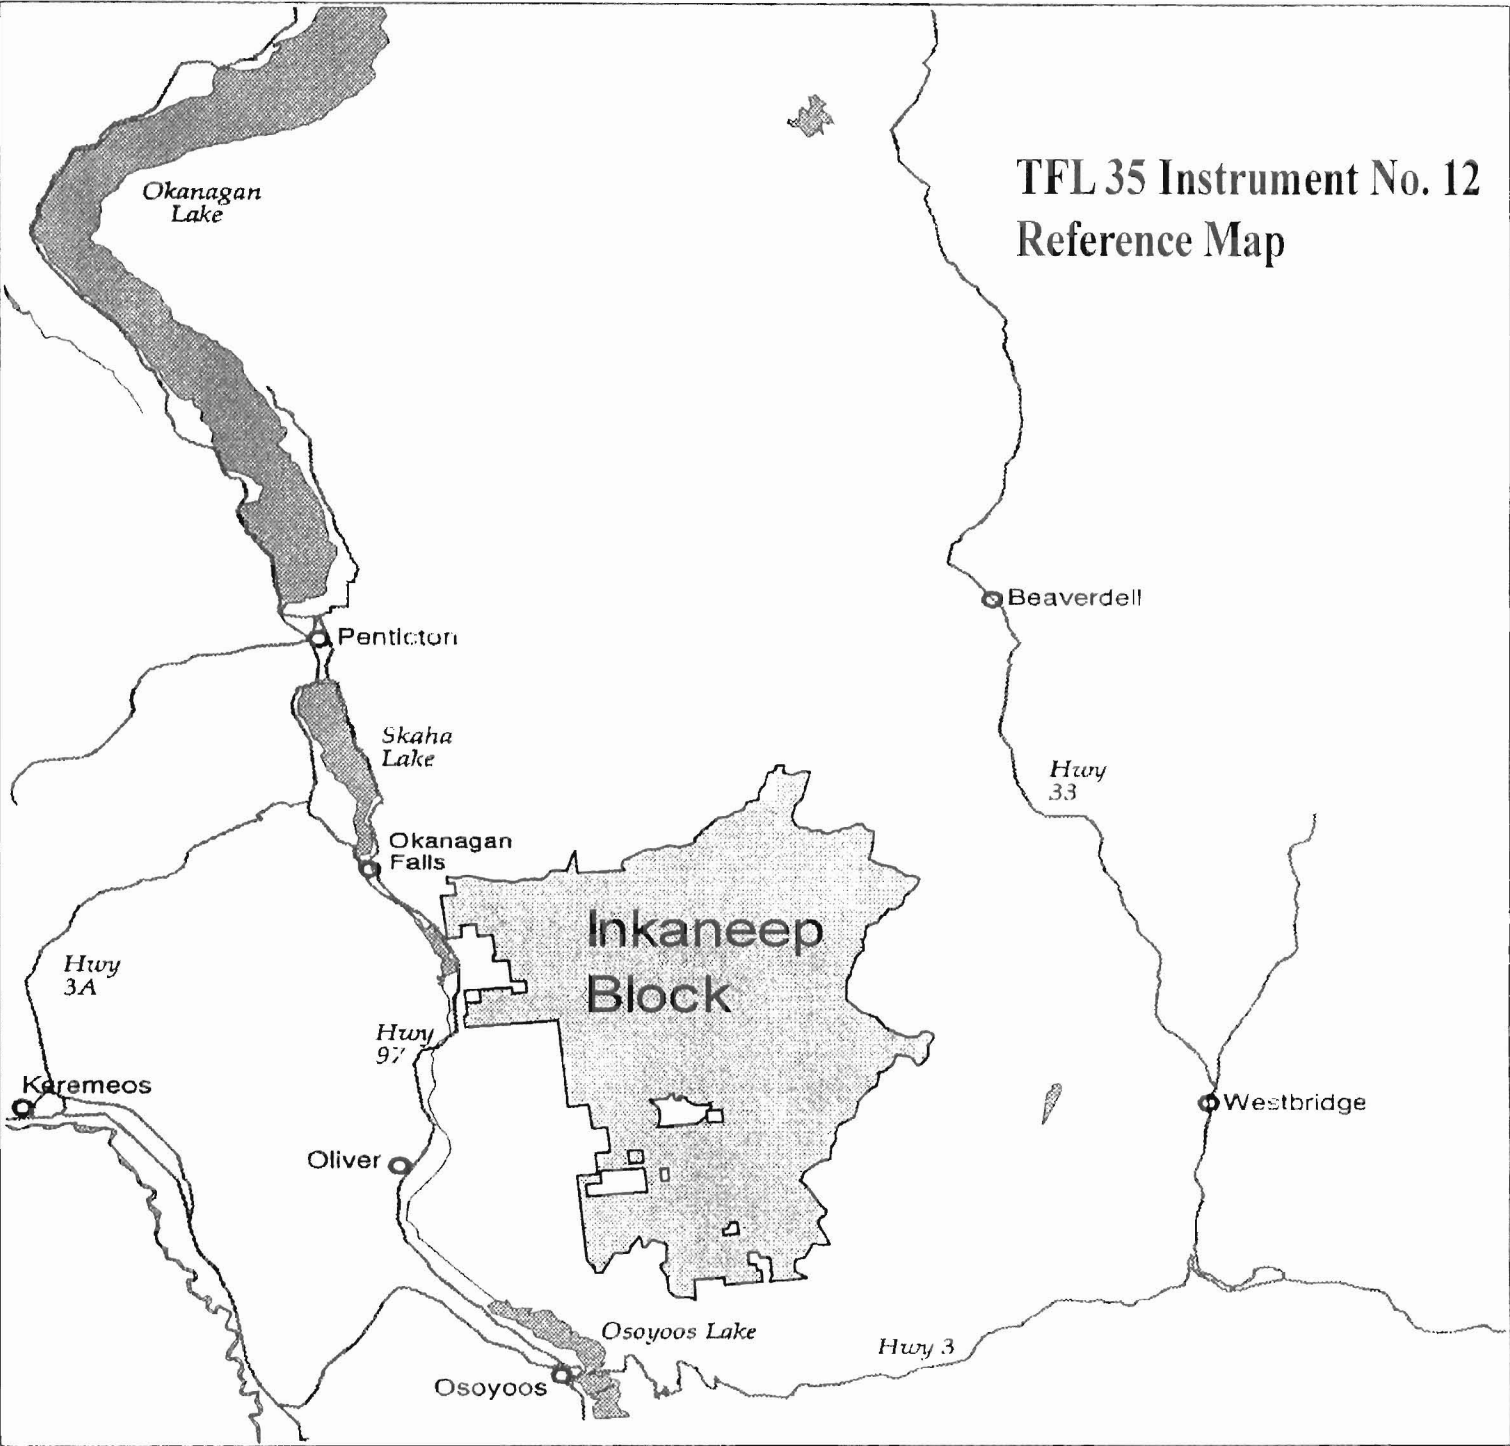 TFL 35 Instrument No. 12
Reference Map
Okanagan
Lake
Beaverdell
Penticton
Skaha
Lake
Hwy
33
Okanagan
Falls
Inkaneep
Block
Hwy
3A
Hwy
97
Keremeos
Westbridge
Oliver
Osoyoos Lake
Hwy 3
Osoyoos